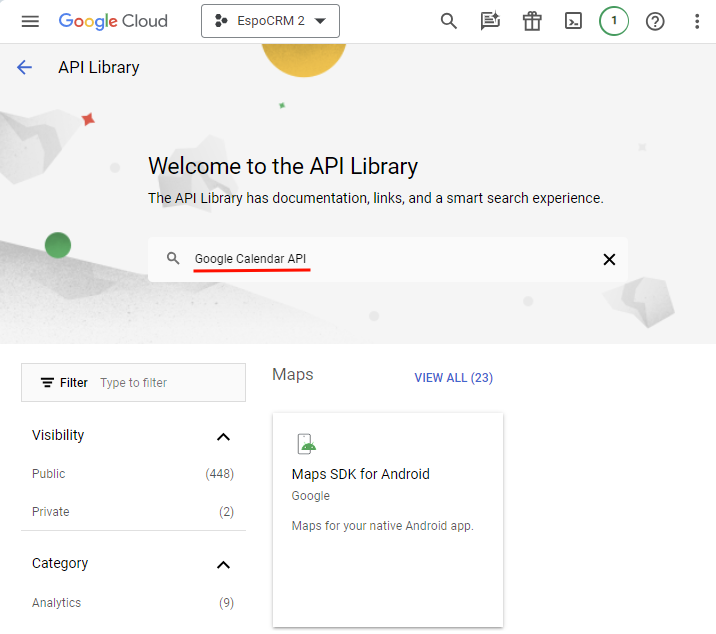 Google Cloud
EspoCRM 2
1
API Library
Welcome to the API Library
The API Library has documentation, links, and a smart search experience.
Google Calendar API
Filter Type to filter
Visibility
Public (448)
Private (2)
Category
Analytics (9)
Maps
VIEW ALL (23)
Maps SDK for Android
Google
Maps for your native Android app.